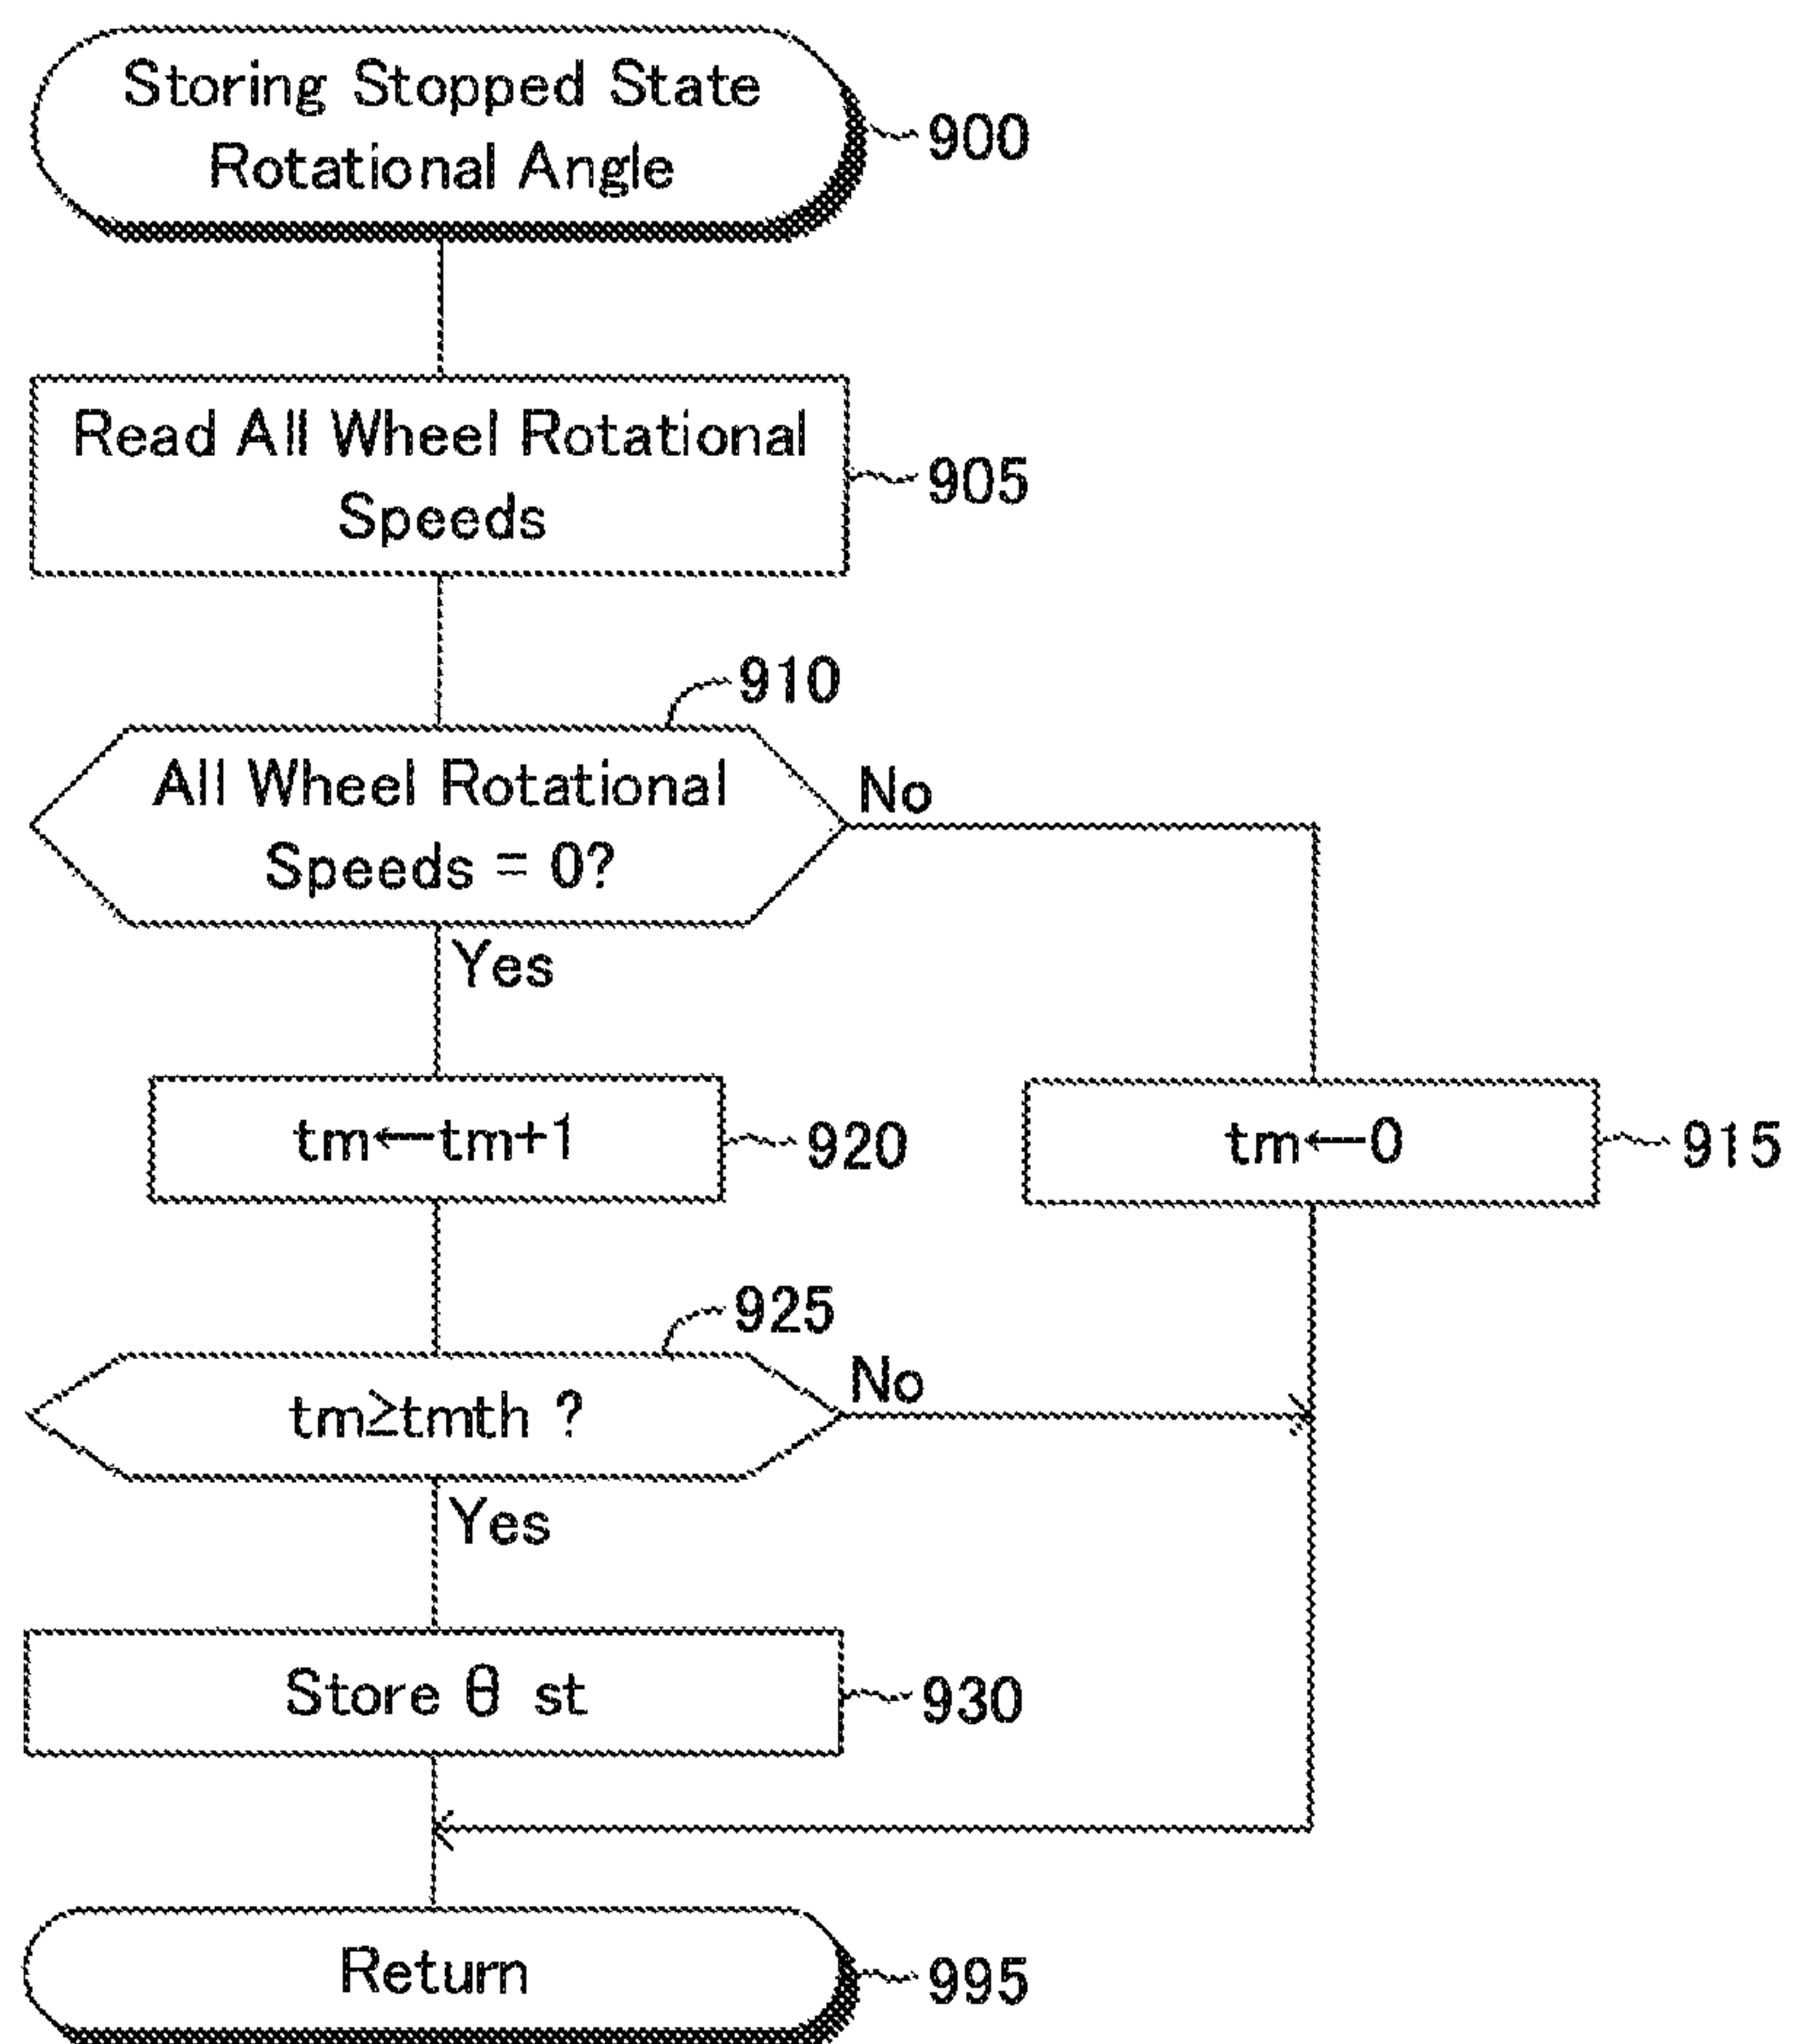 Storing Stopped State
Rotational Angle
900
Read All Wheel Rotational
Speeds
905
910
All Wheel Rotational
Speeds = 0?
No
Yes
tm←tm+1
920
tm←0
915
925
tm≥tmth ?
No
Yes
Store θ st
930
Return
995